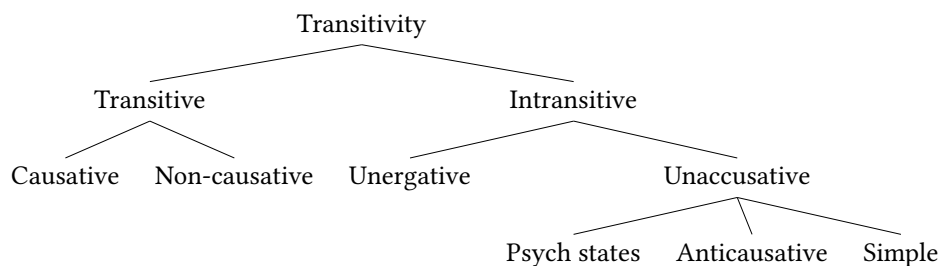 Transitivity
Transitive Intransitive
Causative Non-causative Unergative Unaccusative
Psych states Anticausative Simple